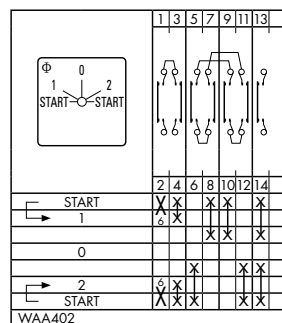 1 3 5 7 9 11 13
Φ 0
1 2
START START
2 4 6 8 10 12 14
START X X X X X
1 6 X X
X X X
0
X X X
2 6 X
START X X X X X
WAA402